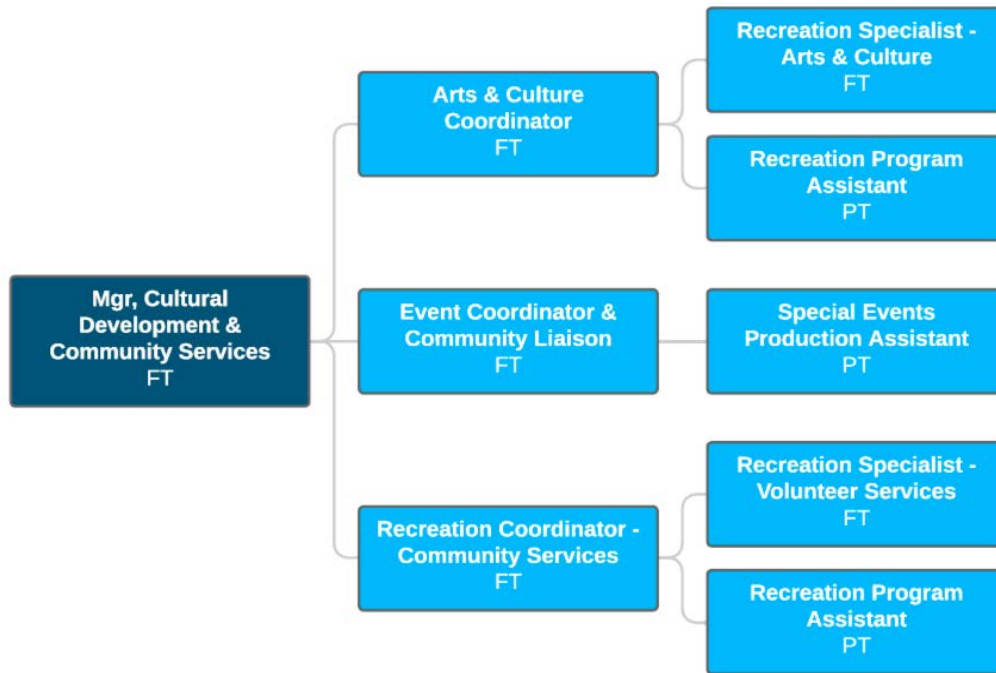 Mgr, Cultural
Development &
Community Services
FT
Arts & Culture
Coordinator
FT
Recreation Specialist -
Arts & Culture
FT
Recreation Program
Assistant
PT
Event Coordinator &
Community Liaison
FT
Special Events
Production Assistant
PT
Recreation Coordinator -
Community Services
FT
Recreation Specialist -
Volunteer Services
FT
Recreation Program
Assistant
PT